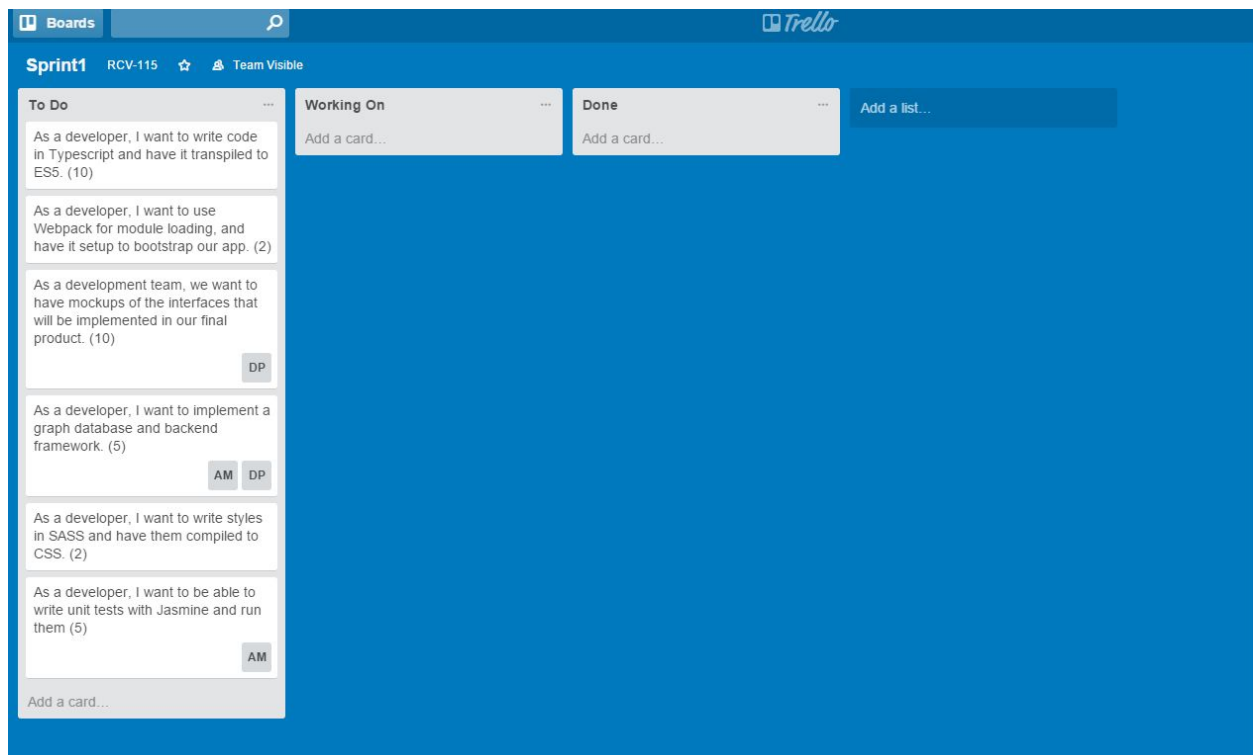 Boards
Trello
Sprint1 RCV-115 Team Visible
To Do
As a developer, I want to write code
in Typescript and have it transpiled to
ES5. (10)
As a developer, I want to use
Webpack for module loading, and
have it setup to bootstrap our app. (2)
As a development team, we want to
have mockups of the interfaces that
will be implemented in our final
product. (10)
DP
As a developer, I want to implement a
graph database and backend
framework. (5)
AM DP
As a developer, I want to write styles
in SASS and have them compiled to
CSS. (2)
As a developer, I want to be able to
write unit tests with Jasmine and run
them (5)
AM
Add a card...
Working On
Add a card...
Done
Add a card...
Add a list...